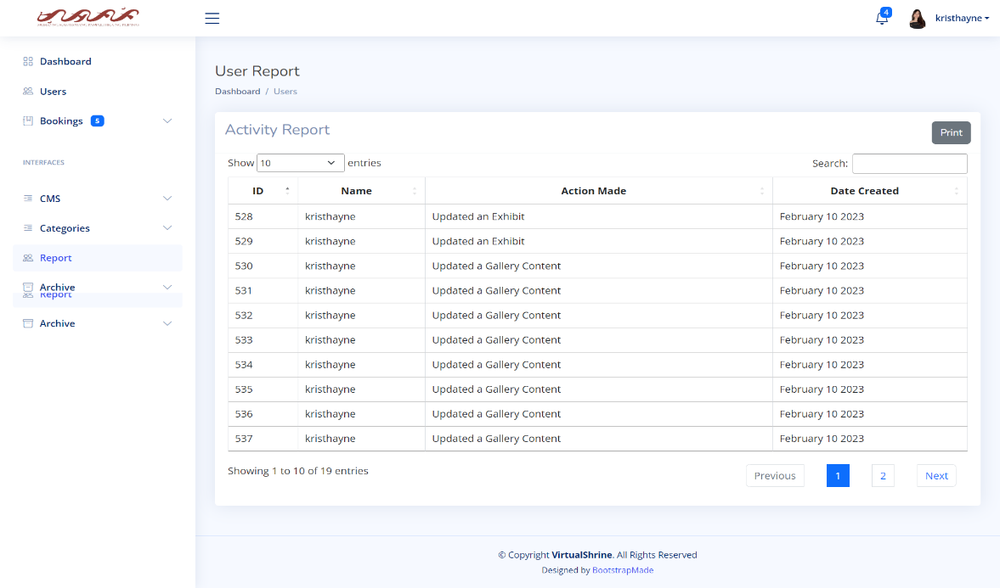 4
kristhayne
Dashboard
Users
Bookings 5
INTERFACES
CMS
Categories
Report
Archive
Report
Archive
User Report
Dashboard / Users
Activity Report
Print
Show 10 entries
Search:
ID Name Action Made Date Created
528 kristhayne Updated an Exhibit February 10 2023
529 kristhayne Updated an Exhibit February 10 2023
530 kristhayne Updated a Gallery Content February 10 2023
531 kristhayne Updated a Gallery Content February 10 2023
532 kristhayne Updated a Gallery Content February 10 2023
533 kristhayne Updated a Gallery Content February 10 2023
534 kristhayne Updated a Gallery Content February 10 2023
535 kristhayne Updated a Gallery Content February 10 2023
536 kristhayne Updated a Gallery Content February 10 2023
537 kristhayne Updated a Gallery Content February 10 2023
Showing 1 to 10 of 19 entries
Previous 1 2 Next
© Copyright VirtualShrine. All Rights Reserved
Designed by BootstrapMade